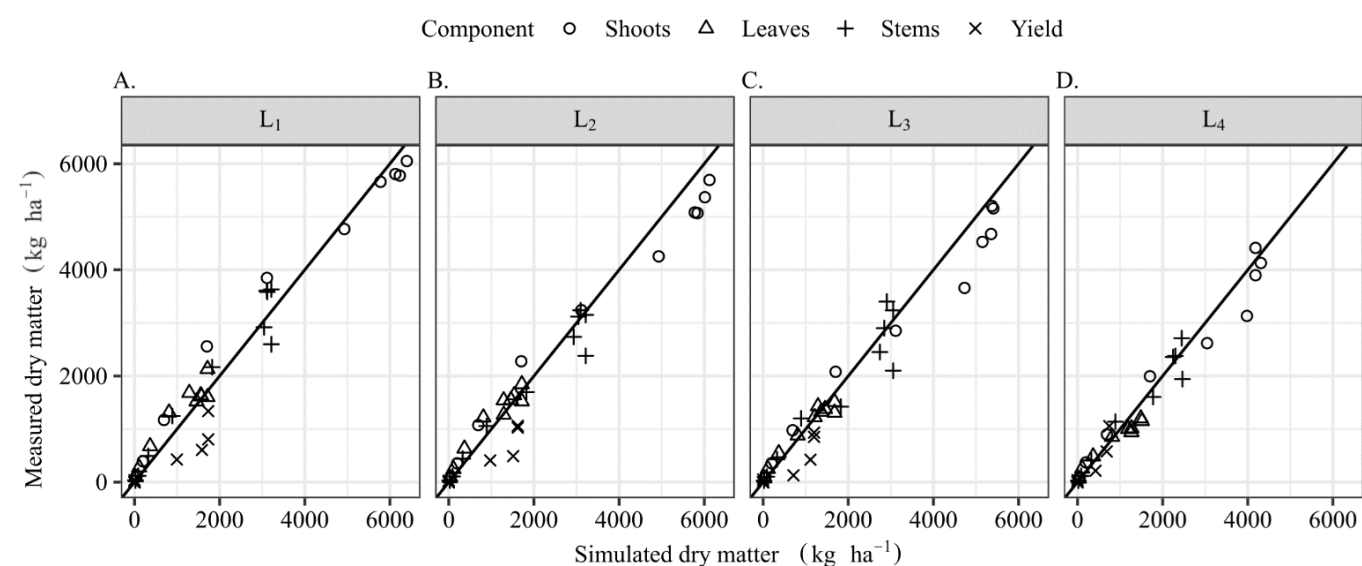 Component Shoots Leaves Stems Yield
A. B. C. D.
L₁ L₂ L₃ L₄
Measured dry matter (kg ha⁻¹)
6000
4000
2000
0
0 2000 4000 6000 0 2000 4000 6000 0 2000 4000 6000 0 2000 4000 6000
Simulated dry matter (kg ha⁻¹)